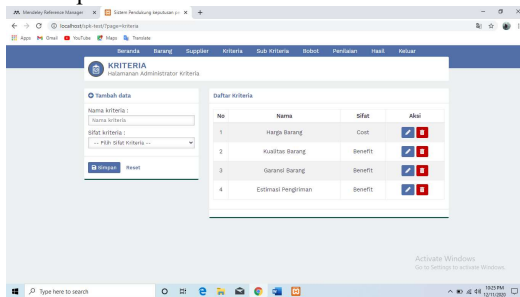 Mendeley Reference Manager
Sistem Pendukung keputusan pe
localhost/spk-test/?page=kriteria
Apps Gmail YouTube Maps Translate
Beranda Barang Supplier Kriteria Sub Kriteria Bobot Penilaian Hasil Keluar
KRITERIA
Halamanan Administrator Kriteria
Tambah data
Nama kriteria :
Nama kriteria
Sifat kriteria :
-- Pilih Sifat Kriteria --
Simpan Reset
Daftar Kriteria
No Nama Sifat Aksi
1 Harga Barang Cost
2 Kualitas Barang Benefit
3 Garansi Barang Benefit
4 Estimasi Pengiriman Benefit
Activate Windows
Go to Settings to activate Windows.
Type here to search
10:25 PM
12/11/2020